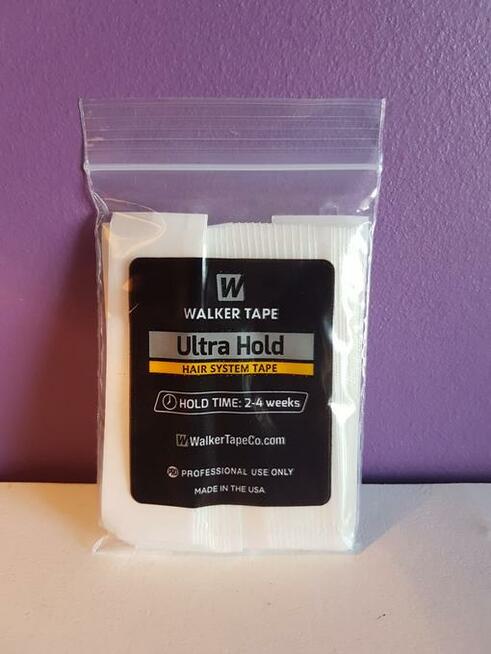 W
WALKER TAPE
Ultra Hold
HAIR SYSTEM TAPE
HOLD TIME: 2-4 weeks
W WalkerTapeCo.com
PRO PROFESSIONAL USE ONLY
MADE IN THE USA